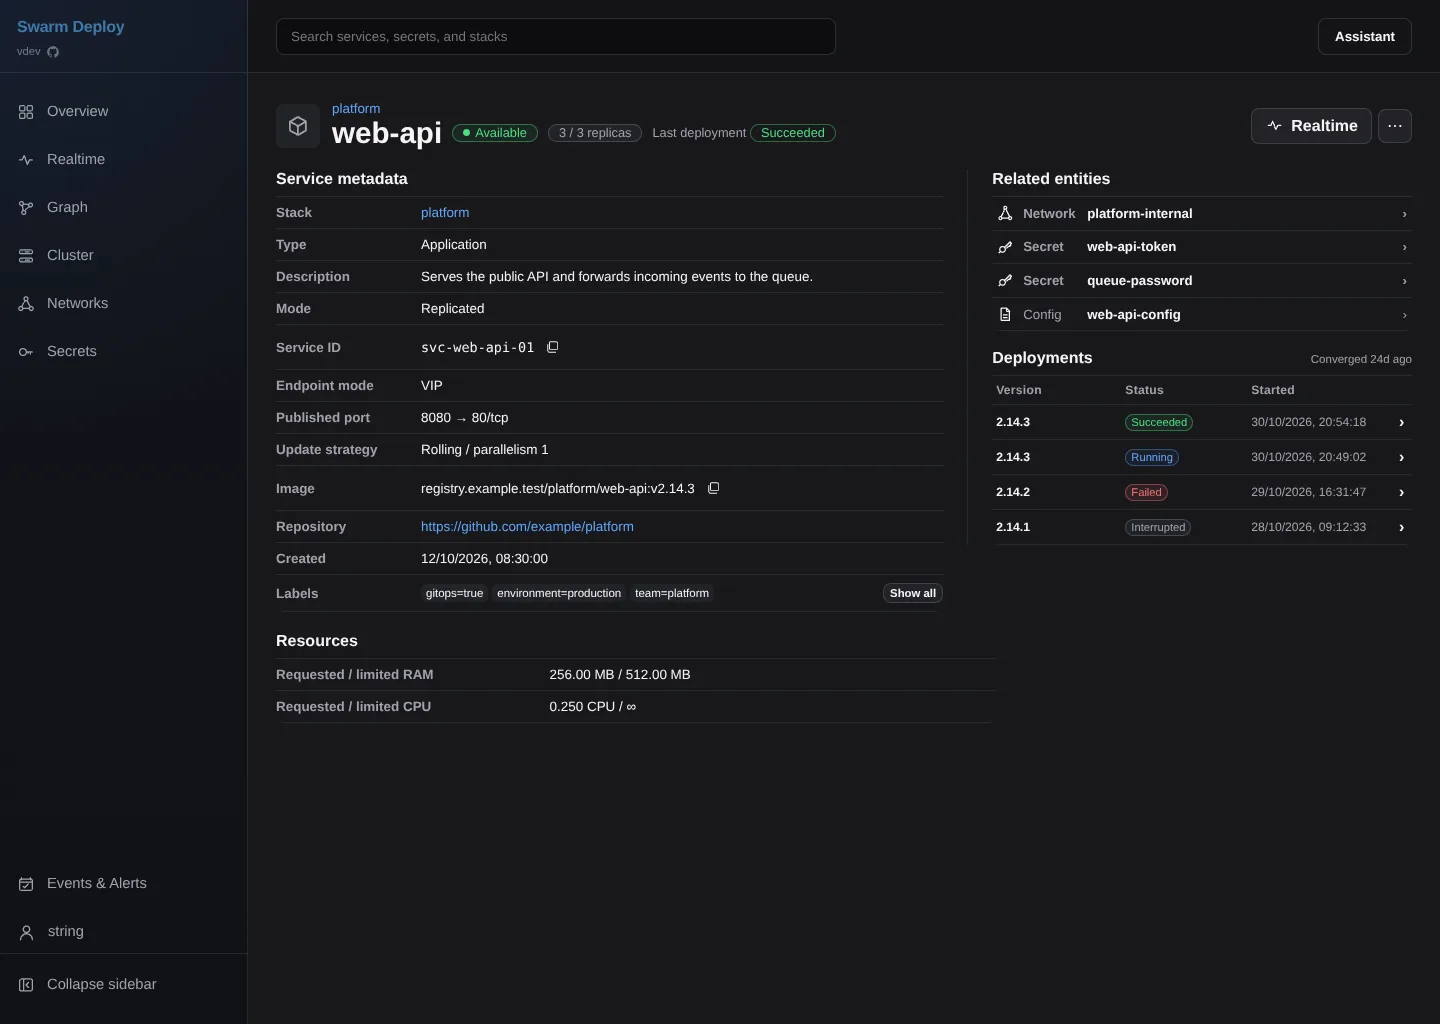 Swarm Deploy
vdev
Search services, secrets, and stacks
Assistant
Overview
Realtime
Graph
Cluster
Networks
Secrets
Events & Alerts
string
Collapse sidebar
platform
web-api Available 3 / 3 replicas Last deployment Succeeded
Realtime ...
Service metadata
Stack platform
Type Application
Description Serves the public API and forwards incoming events to the queue.
Mode Replicated
Service ID svc-web-api-01
Endpoint mode VIP
Published port 8080 → 80/tcp
Update strategy Rolling / parallelism 1
Image registry.example.test/platform/web-api:v2.14.3
Repository https://github.com/example/platform
Created 12/10/2026, 08:30:00
Labels gitops=true environment=production team=platform Show all
Resources
Requested / limited RAM 256.00 MB / 512.00 MB
Requested / limited CPU 0.250 CPU / ∞
Related entities
Network platform-internal ›
Secret web-api-token ›
Secret queue-password ›
Config web-api-config ›
Deployments Converged 24d ago
Version Status Started
2.14.3 Succeeded 30/10/2026, 20:54:18 ›
2.14.3 Running 30/10/2026, 20:49:02 ›
2.14.2 Failed 29/10/2026, 16:31:47 ›
2.14.1 Interrupted 28/10/2026, 09:12:33 ›